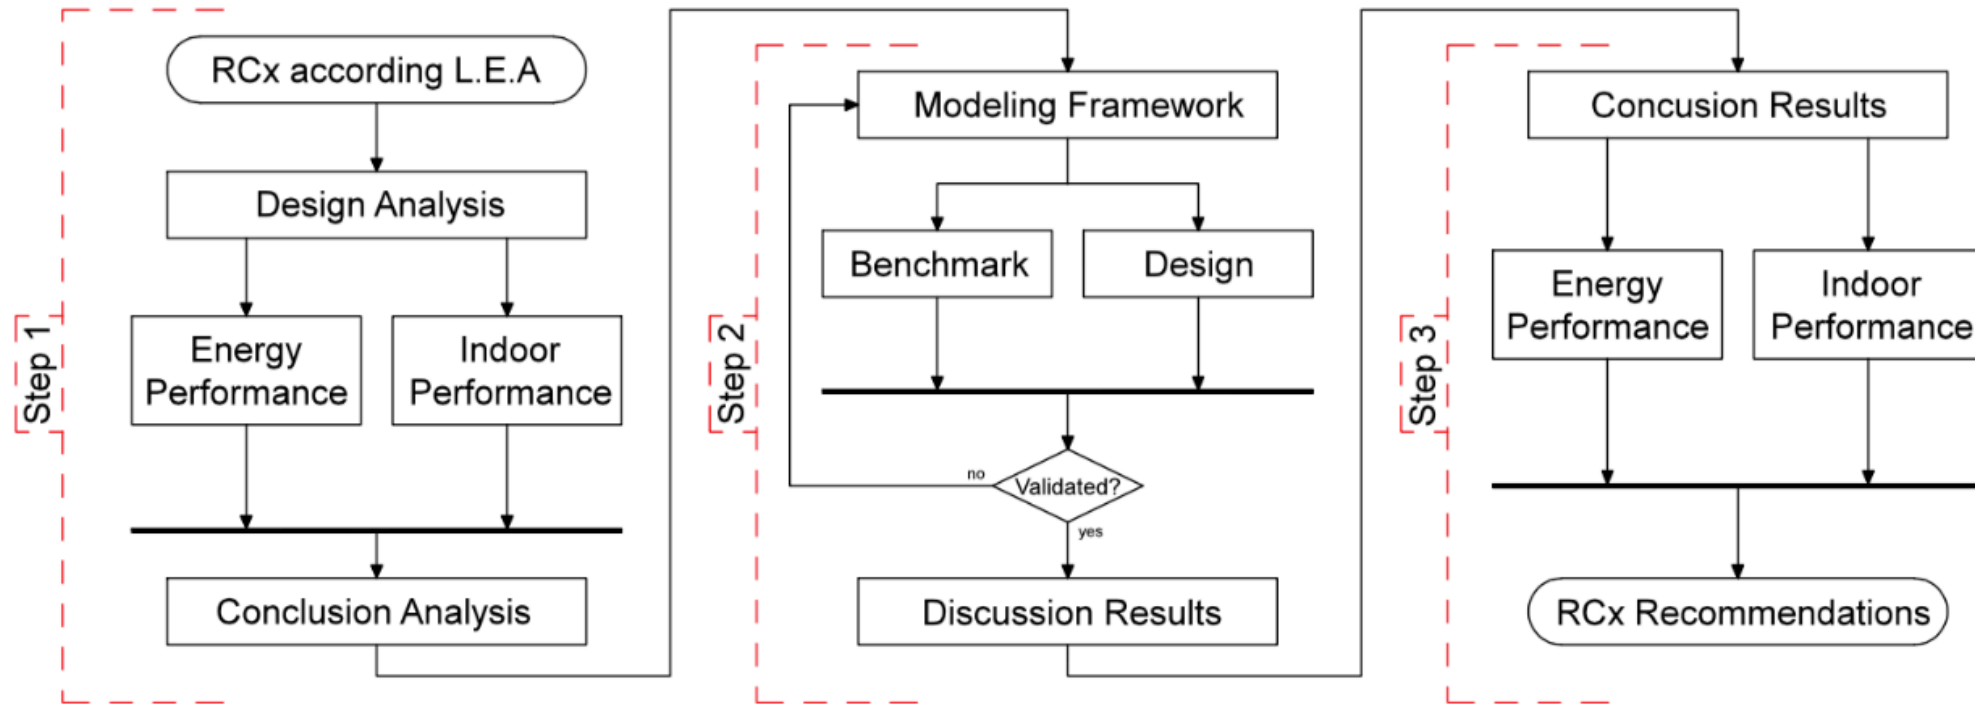 Step 1
RCx according L.E.A
Design Analysis
Energy
Performance
Indoor
Performance
Conclusion Analysis
Step 2
Modeling Framework
Benchmark
Design
Validated?
no
yes
Discussion Results
Step 3
Concusion Results
Energy
Performance
Indoor
Performance
RCx Recommendations